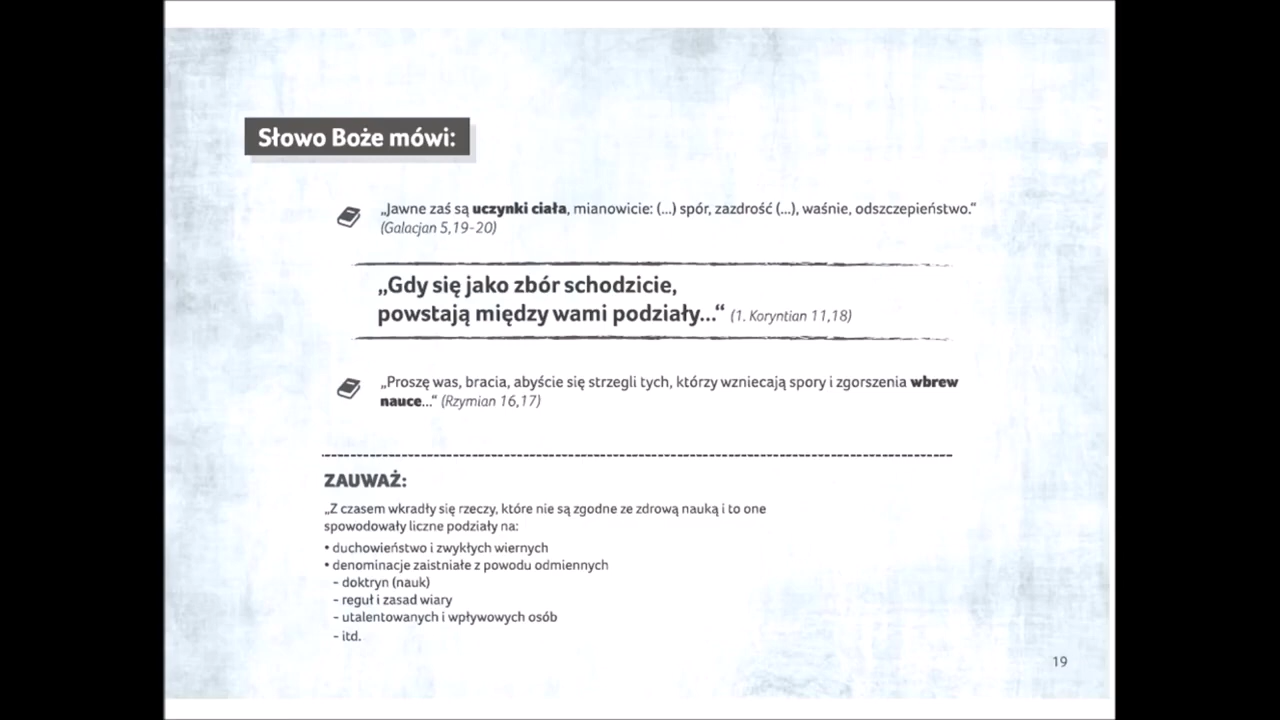 Słowo Boże mówi:
„Jawne zaś są uczynki ciała, mianowicie: (...) spór, zazdrość (...), waśnie, odszczepieństwo.“
(Galacjan 5,19-20)
„Gdy się jako zbór schodzicie,
powstają między wami podziały...“ (1. Koryntian 11,18)
„Proszę was, bracia, abyście się strzegli tych, którzy wzniecają spory i zgorszenia wbrew
nauce...“ (Rzymian 16,17)
ZAUWAŻ:
„Z czasem wkradły się rzeczy, które nie są zgodne ze zdrową nauką i to one
spowodowały liczne podziały na:
• duchowieństwo i zwykłych wiernych
• denominacje zaistniałe z powodu odmiennych
- doktryn (nauk)
- reguł i zasad wiary
- utalentowanych i wpływowych osób
- itd.
19